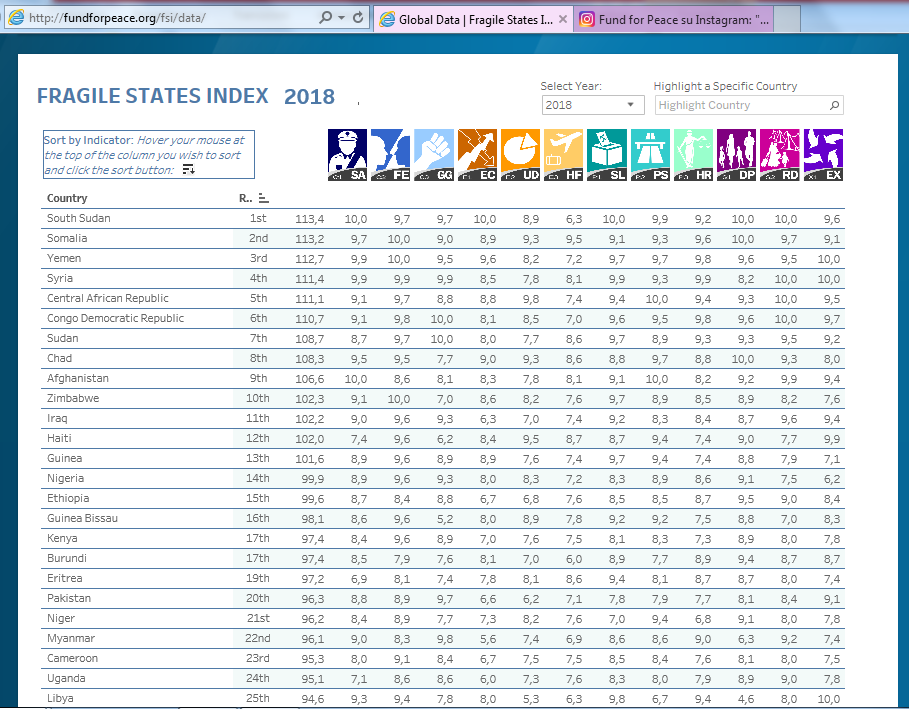 http://fundforpeace.org/fsi/data/
Global Data | Fragile States I...
Fund for Peace su Instagram: "...
FRAGILE STATES INDEX 2018
Select Year:
2018
Highlight a Specific Country
Highlight Country
Sort by Indicator: Hover your mouse at
the top of the column you wish to sort
and click the sort button:
C1 SA C2 FE C3 GG E1 EC E2 UD E3 HF P1 SL P2 PS P3 HR S1 DP S2 RD X1 EX
Country R..
South Sudan 1st 113,4 10,0 9,7 9,7 10,0 8,9 6,3 10,0 9,9 9,2 10,0 10,0 9,6
Somalia 2nd 113,2 9,7 10,0 9,0 8,9 9,3 9,5 9,1 9,3 9,6 10,0 9,7 9,1
Yemen 3rd 112,7 9,9 10,0 9,5 9,6 8,2 7,2 9,7 9,7 9,8 9,6 9,5 10,0
Syria 4th 111,4 9,9 9,9 9,9 8,5 7,8 8,1 9,9 9,3 9,9 8,2 10,0 10,0
Central African Republic 5th 111,1 9,1 9,7 8,8 8,8 9,8 7,4 9,4 10,0 9,4 9,3 10,0 9,5
Congo Democratic Republic 6th 110,7 9,1 9,8 10,0 8,1 8,5 7,0 9,6 9,5 9,8 9,6 10,0 9,7
Sudan 7th 108,7 8,7 9,7 10,0 8,0 7,7 8,6 9,7 8,9 9,3 9,3 9,5 9,2
Chad 8th 108,3 9,5 9,5 7,7 9,0 9,3 8,6 8,8 9,7 8,8 10,0 9,3 8,0
Afghanistan 9th 106,6 10,0 8,6 8,1 8,3 7,8 8,1 9,1 10,0 8,2 9,2 9,9 9,4
Zimbabwe 10th 102,3 9,1 10,0 7,0 8,6 8,2 7,6 9,7 8,9 8,5 8,9 8,2 7,6
Iraq 11th 102,2 9,0 9,6 9,3 6,3 7,0 7,4 9,2 8,3 8,4 8,7 9,6 9,4
Haiti 12th 102,0 7,4 9,6 6,2 8,4 9,5 8,7 8,7 9,4 7,4 9,0 7,7 9,9
Guinea 13th 101,6 8,9 9,6 8,9 8,9 7,6 7,4 9,7 9,4 7,4 8,8 7,9 7,1
Nigeria 14th 99,9 8,9 9,6 9,3 8,0 8,3 7,2 8,3 8,9 8,6 9,1 7,5 6,2
Ethiopia 15th 99,6 8,7 8,4 8,8 6,7 6,8 7,6 8,5 8,5 8,7 9,5 9,0 8,4
Guinea Bissau 16th 98,1 8,6 9,6 5,2 8,0 8,9 7,8 9,2 9,2 7,5 8,8 7,0 8,3
Kenya 17th 97,4 8,4 9,6 8,9 7,0 7,6 7,5 8,1 8,3 7,3 8,9 8,0 7,8
Burundi 17th 97,4 8,5 7,9 7,6 8,1 7,0 6,0 8,9 7,7 8,9 9,4 8,7 8,7
Eritrea 19th 97,2 6,9 8,1 7,4 7,8 8,1 8,6 9,4 8,1 8,7 8,7 8,0 7,4
Pakistan 20th 96,3 8,8 8,9 9,7 6,6 6,2 7,1 7,8 7,9 7,7 8,1 8,4 9,1
Niger 21st 96,2 8,4 8,9 7,7 7,3 8,2 7,6 7,0 9,4 6,8 9,1 8,0 7,8
Myanmar 22nd 96,1 9,0 8,3 9,8 5,6 7,4 6,9 8,6 8,6 9,0 6,3 9,2 7,4
Cameroon 23rd 95,3 8,0 9,1 8,4 6,7 7,5 7,5 8,5 8,4 7,6 8,1 8,0 7,5
Uganda 24th 95,1 7,1 8,6 8,6 6,0 7,3 7,6 8,3 8,0 7,9 8,9 9,0 7,8
Libya 25th 94,6 9,3 9,4 7,8 8,0 5,3 6,3 9,8 6,7 9,4 4,6 8,0 10,0